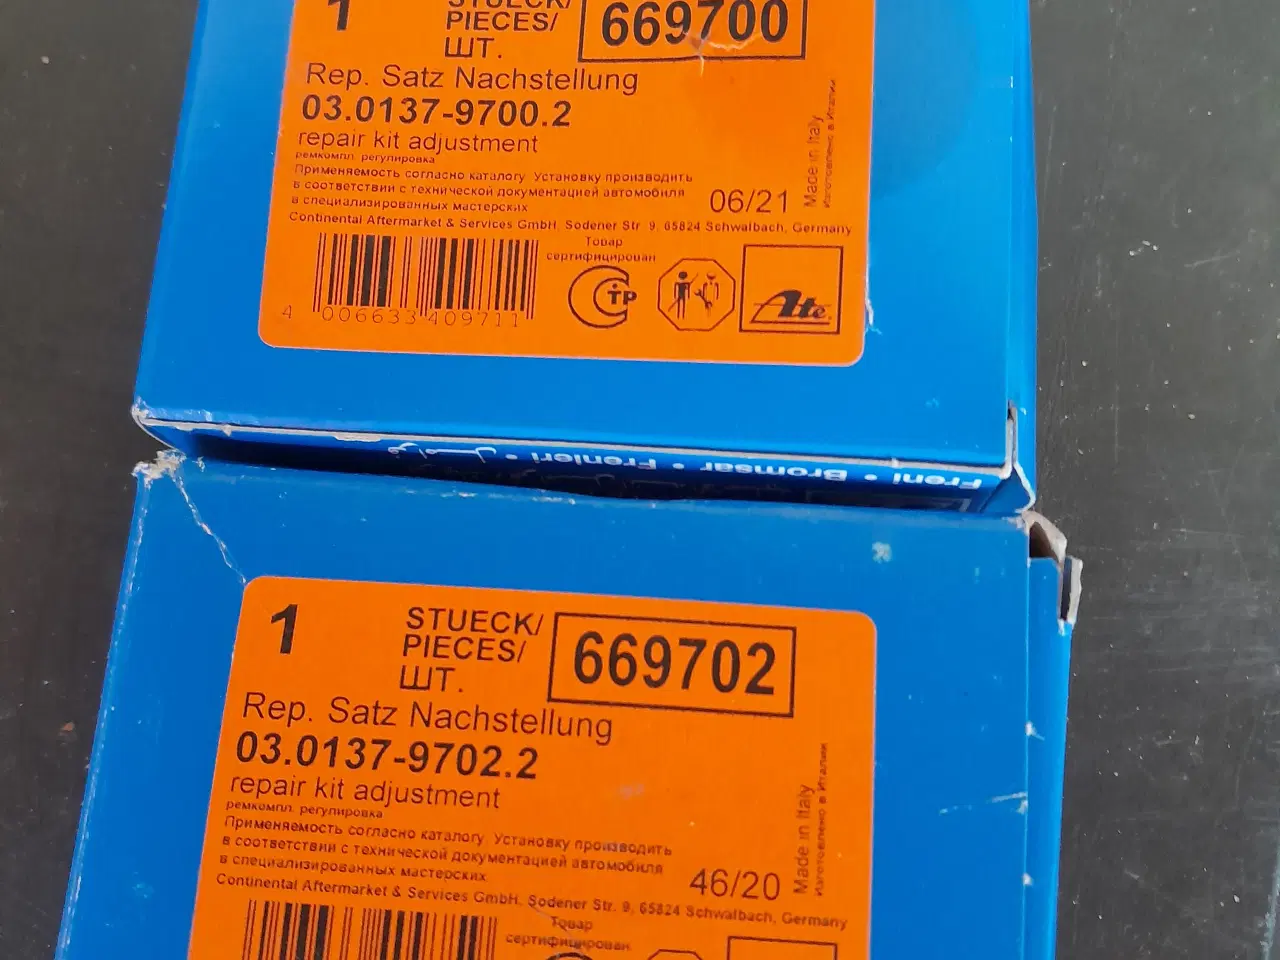 1
STUECK/
PIECES/
ШТ.
669700
Rep. Satz Nachstellung
03.0137-9700.2
repair kit adjustment
ремкомпл. регулировка
Применяемость согласно каталогу. Установку производить
в соответствии с технической документацией автомобиля
в специализированных мастерских
06/21
Made in Italy
Изготовлено в Италии
Continental Aftermarket & Services GmbH, Sodener Str. 9, 65824 Schwalbach, Germany
Товар
сертифицирован
4 006633 409711
СТР
Ate
Freni • Bromsar • Frenleri •
1
STUECK/
PIECES/
ШТ.
669702
Rep. Satz Nachstellung
03.0137-9702.2
repair kit adjustment
ремкомпл. регулировка
Применяемость согласно каталогу. Установку производить
в соответствии с технической документацией автомобиля
в специализированных мастерских
46/20
Made in Italy
Изготовлено в Италии
Continental Aftermarket & Services GmbH, Sodener Str. 9, 65824 Schwalbach, Germany
Товар
сертифицирован